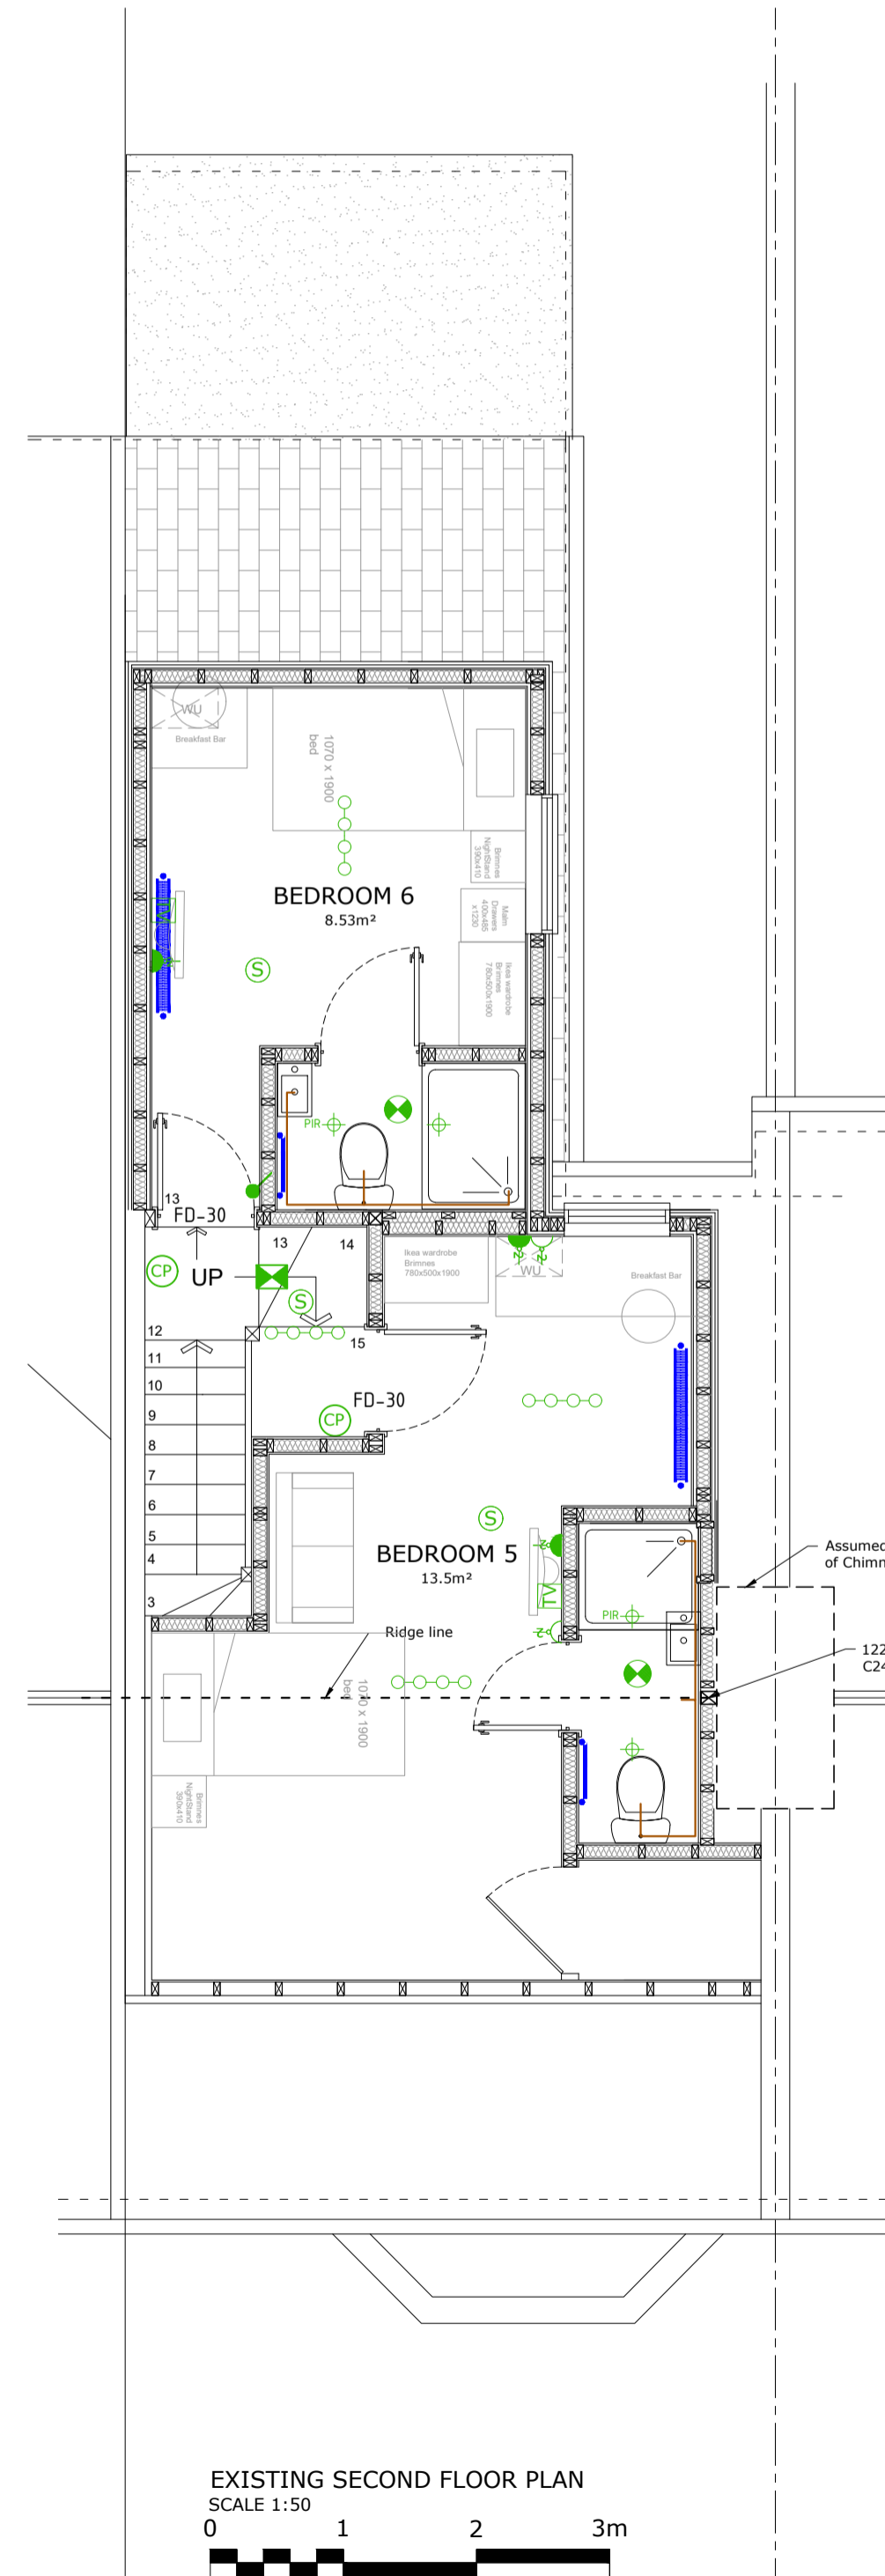 WU
Breakfast Bar
1070 x 1900
bed
Brimnes
NightStand
390x410
BEDROOM 6
8.53m²
Malm
Drawers
400x485
x1230
Ikea wardrobe
Brimnes
780x500x1900
S
PIR
13
FD-30
13
14
CP
UP
S
Ikea wardrobe
Brimnes
780x500x1900
2
2
WU
Breakfast Bar
12
15
11
10
FD-30
9
CP
8
7
6
5
4
3
S
BEDROOM 5
13.5m²
2
TV
PIR
2
Assumed
of Chimn
Ridge line
122
C24
1070 x 1900
bed
Brimnes
NightStand
390x410
EXISTING SECOND FLOOR PLAN
SCALE 1:50
0 1 2 3m